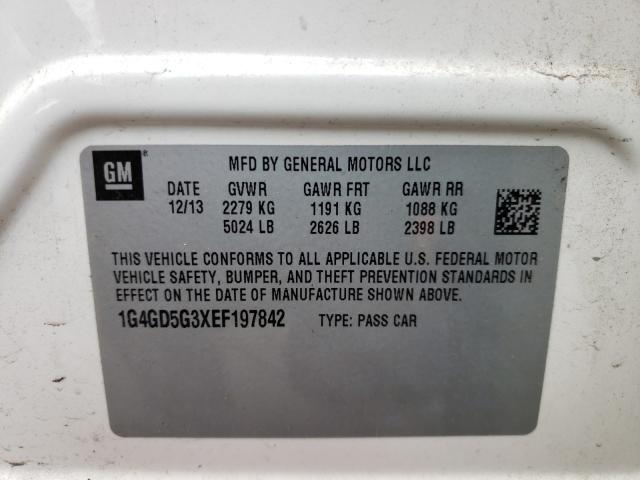 GM®
MFD BY GENERAL MOTORS LLC
DATE GVWR GAWR FRT GAWR RR
12/13 2279 KG 1191 KG 1088 KG
5024 LB 2626 LB 2398 LB
THIS VEHICLE CONFORMS TO ALL APPLICABLE U.S. FEDERAL MOTOR
VEHICLE SAFETY, BUMPER, AND THEFT PREVENTION STANDARDS IN
EFFECT ON THE DATE OF MANUFACTURE SHOWN ABOVE.
1G4GD5G3XEF197842 TYPE: PASS CAR